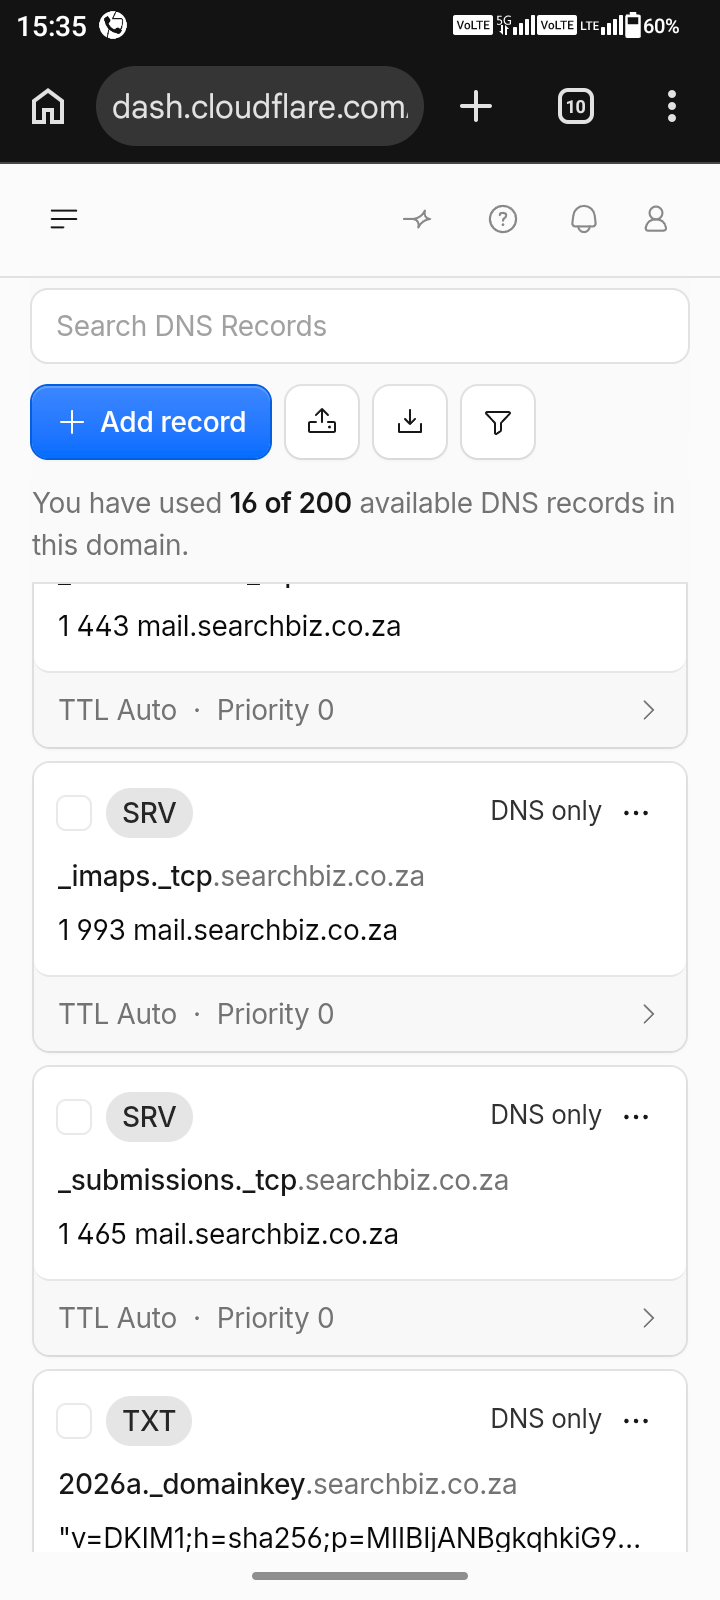 15:35
VoLTE 5G VoLTE LTE 60%
dash.cloudflare.com/
10
Search DNS Records
Add record
You have used 16 of 200 available DNS records in
this domain.
1 443 mail.searchbiz.co.za
TTL Auto · Priority 0
SRV DNS only ...
_imaps._tcp.searchbiz.co.za
1 993 mail.searchbiz.co.za
TTL Auto · Priority 0
SRV DNS only ...
_submissions._tcp.searchbiz.co.za
1 465 mail.searchbiz.co.za
TTL Auto · Priority 0
TXT DNS only ...
2026a._domainkey.searchbiz.co.za
"v=DKIM1;h=sha256;p=MIIBIjANBgkqhkiG9...